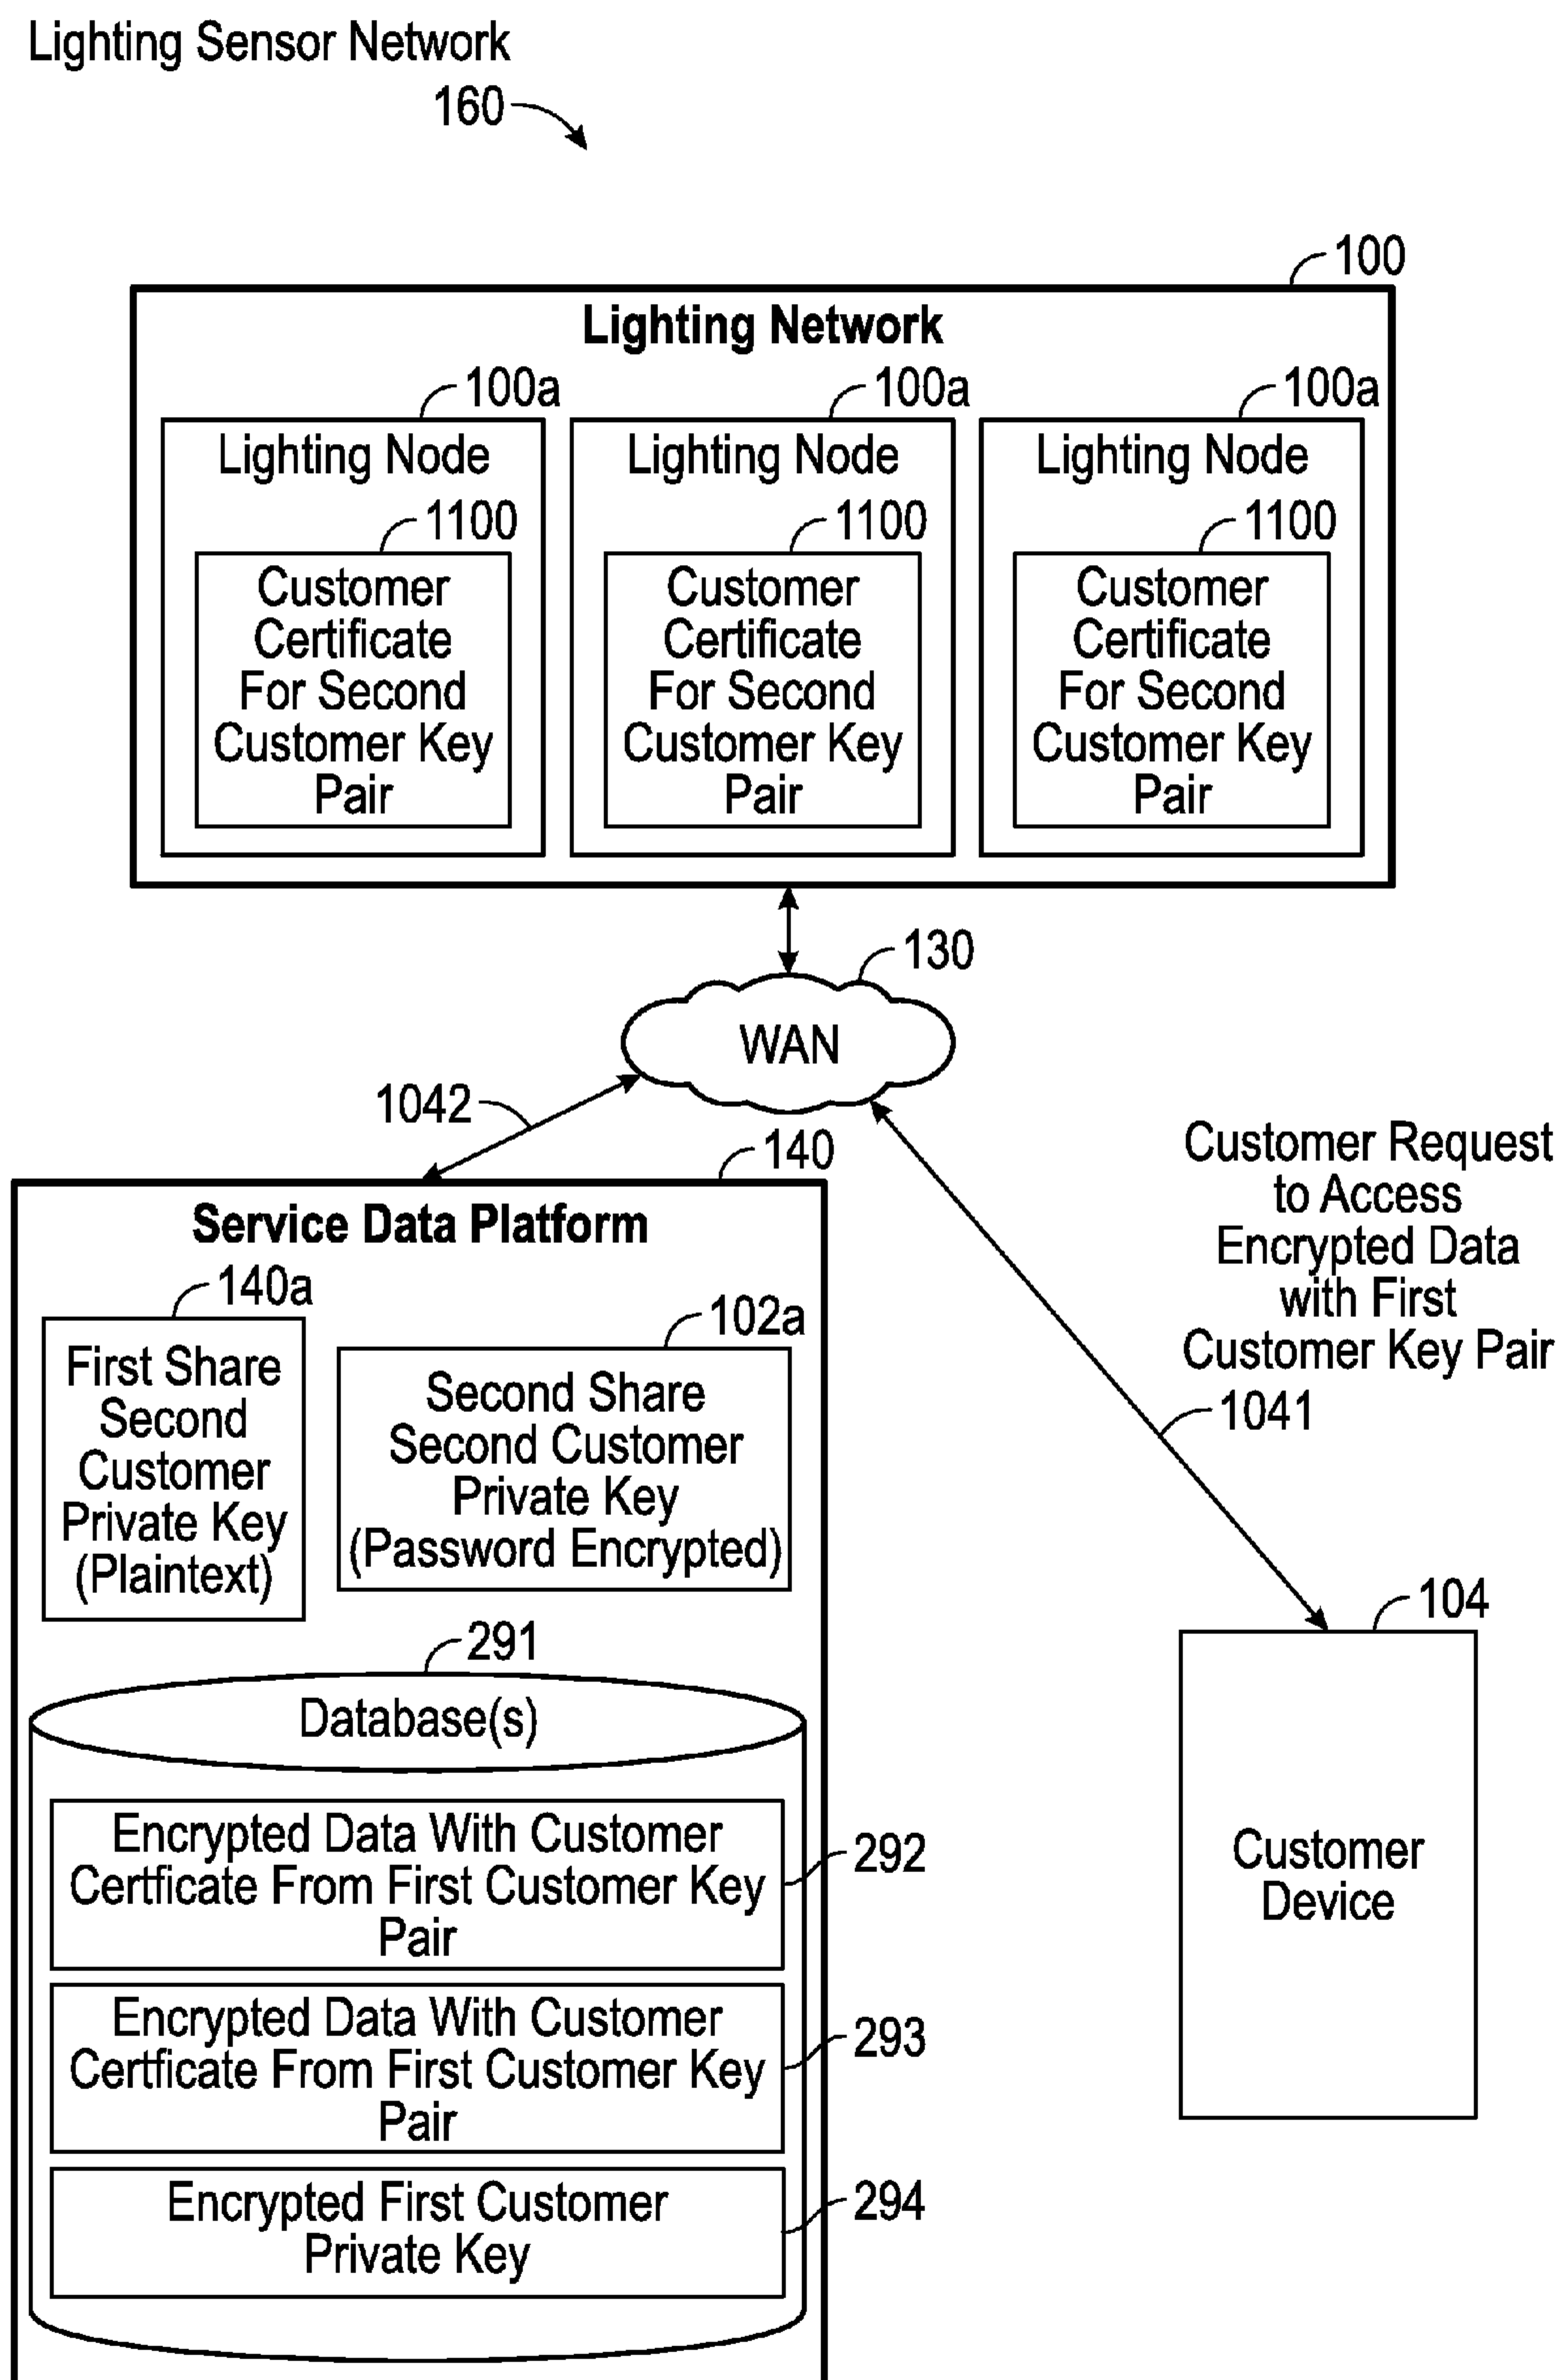 Lighting Sensor Network
160
100
Lighting Network
100a
100a
100a
Lighting Node
Lighting Node
Lighting Node
1100
1100
1100
Customer
Certificate
For Second
Customer Key
Pair
Customer
Certificate
For Second
Customer Key
Pair
Customer
Certificate
For Second
Customer Key
Pair
130
WAN
1042
140
Customer Request
to Access
Encrypted Data
with First
Customer Key Pair
1041
Service Data Platform
140a
102a
First Share
Second
Customer
Private Key
(Plaintext)
Second Share
Second Customer
Private Key
(Password Encrypted)
104
Customer
Device
291
Database(s)
Encrypted Data With Customer
Certficate From First Customer Key
Pair
292
Encrypted Data With Customer
Certficate From First Customer Key
Pair
293
Encrypted First Customer
Private Key
294